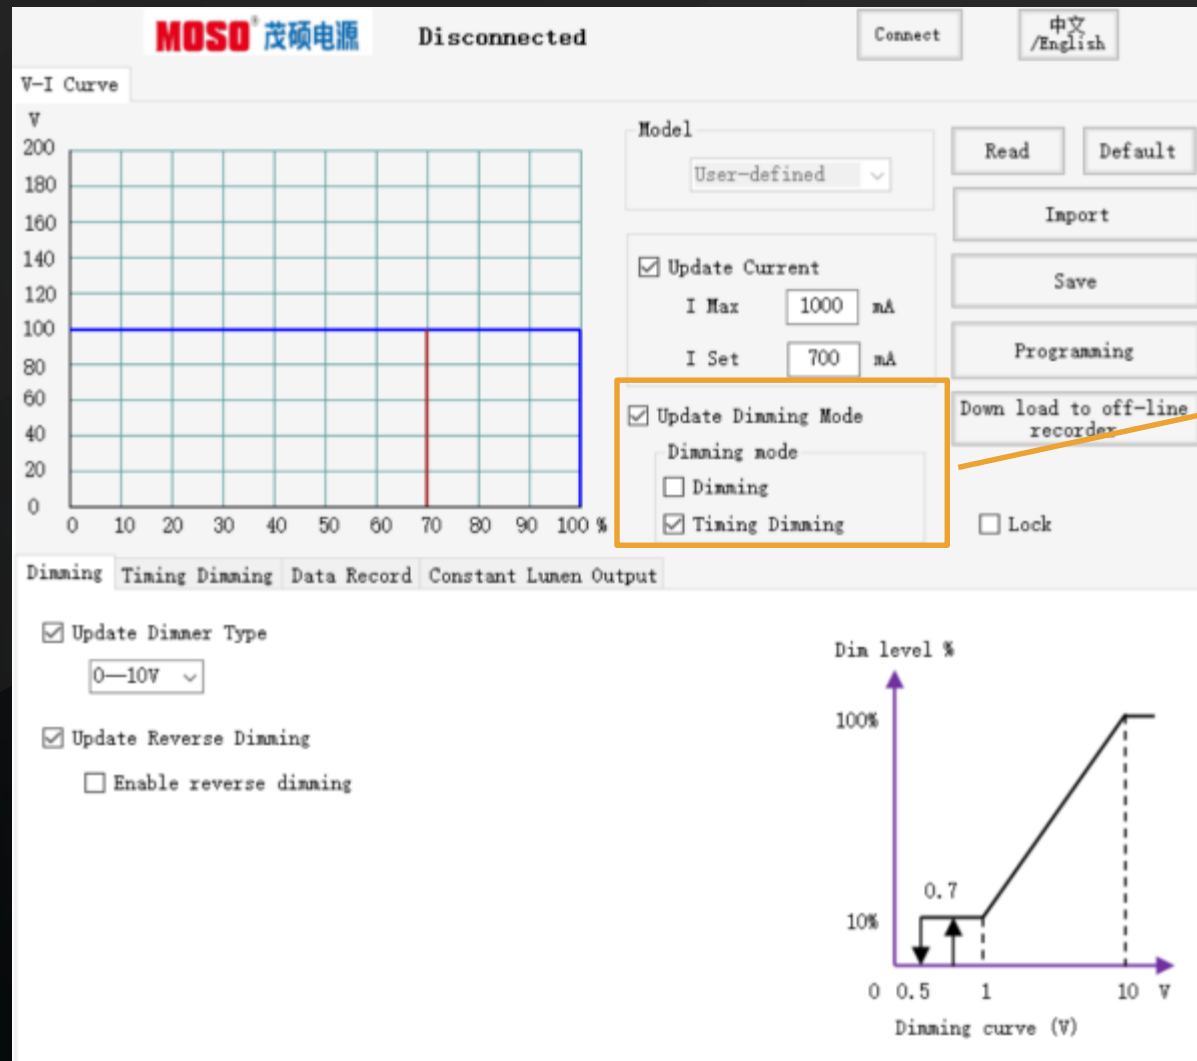 MOSO® 茂硕电源
Disconnected
Connect
中文
/English
V-I Curve
V
200
180
160
140
120
100
80
60
40
20
0
0 10 20 30 40 50 60 70 80 90 100 %
Model
User-defined
Update Current
I Max 1000 mA
I Set 700 mA
Update Dimming Mode
Dimming mode
Dimming
Timing Dimming
Read
Default
Import
Save
Programming
Down load to off-line
recorder
Lock
Dimming Timing Dimming Data Record Constant Lumen Output
Update Dimmer Type
0—10V
Update Reverse Dimming
Enable reverse dimming
Dim level %
100%
0.7
10%
0 0.5 1 10 V
Dimming curve (V)